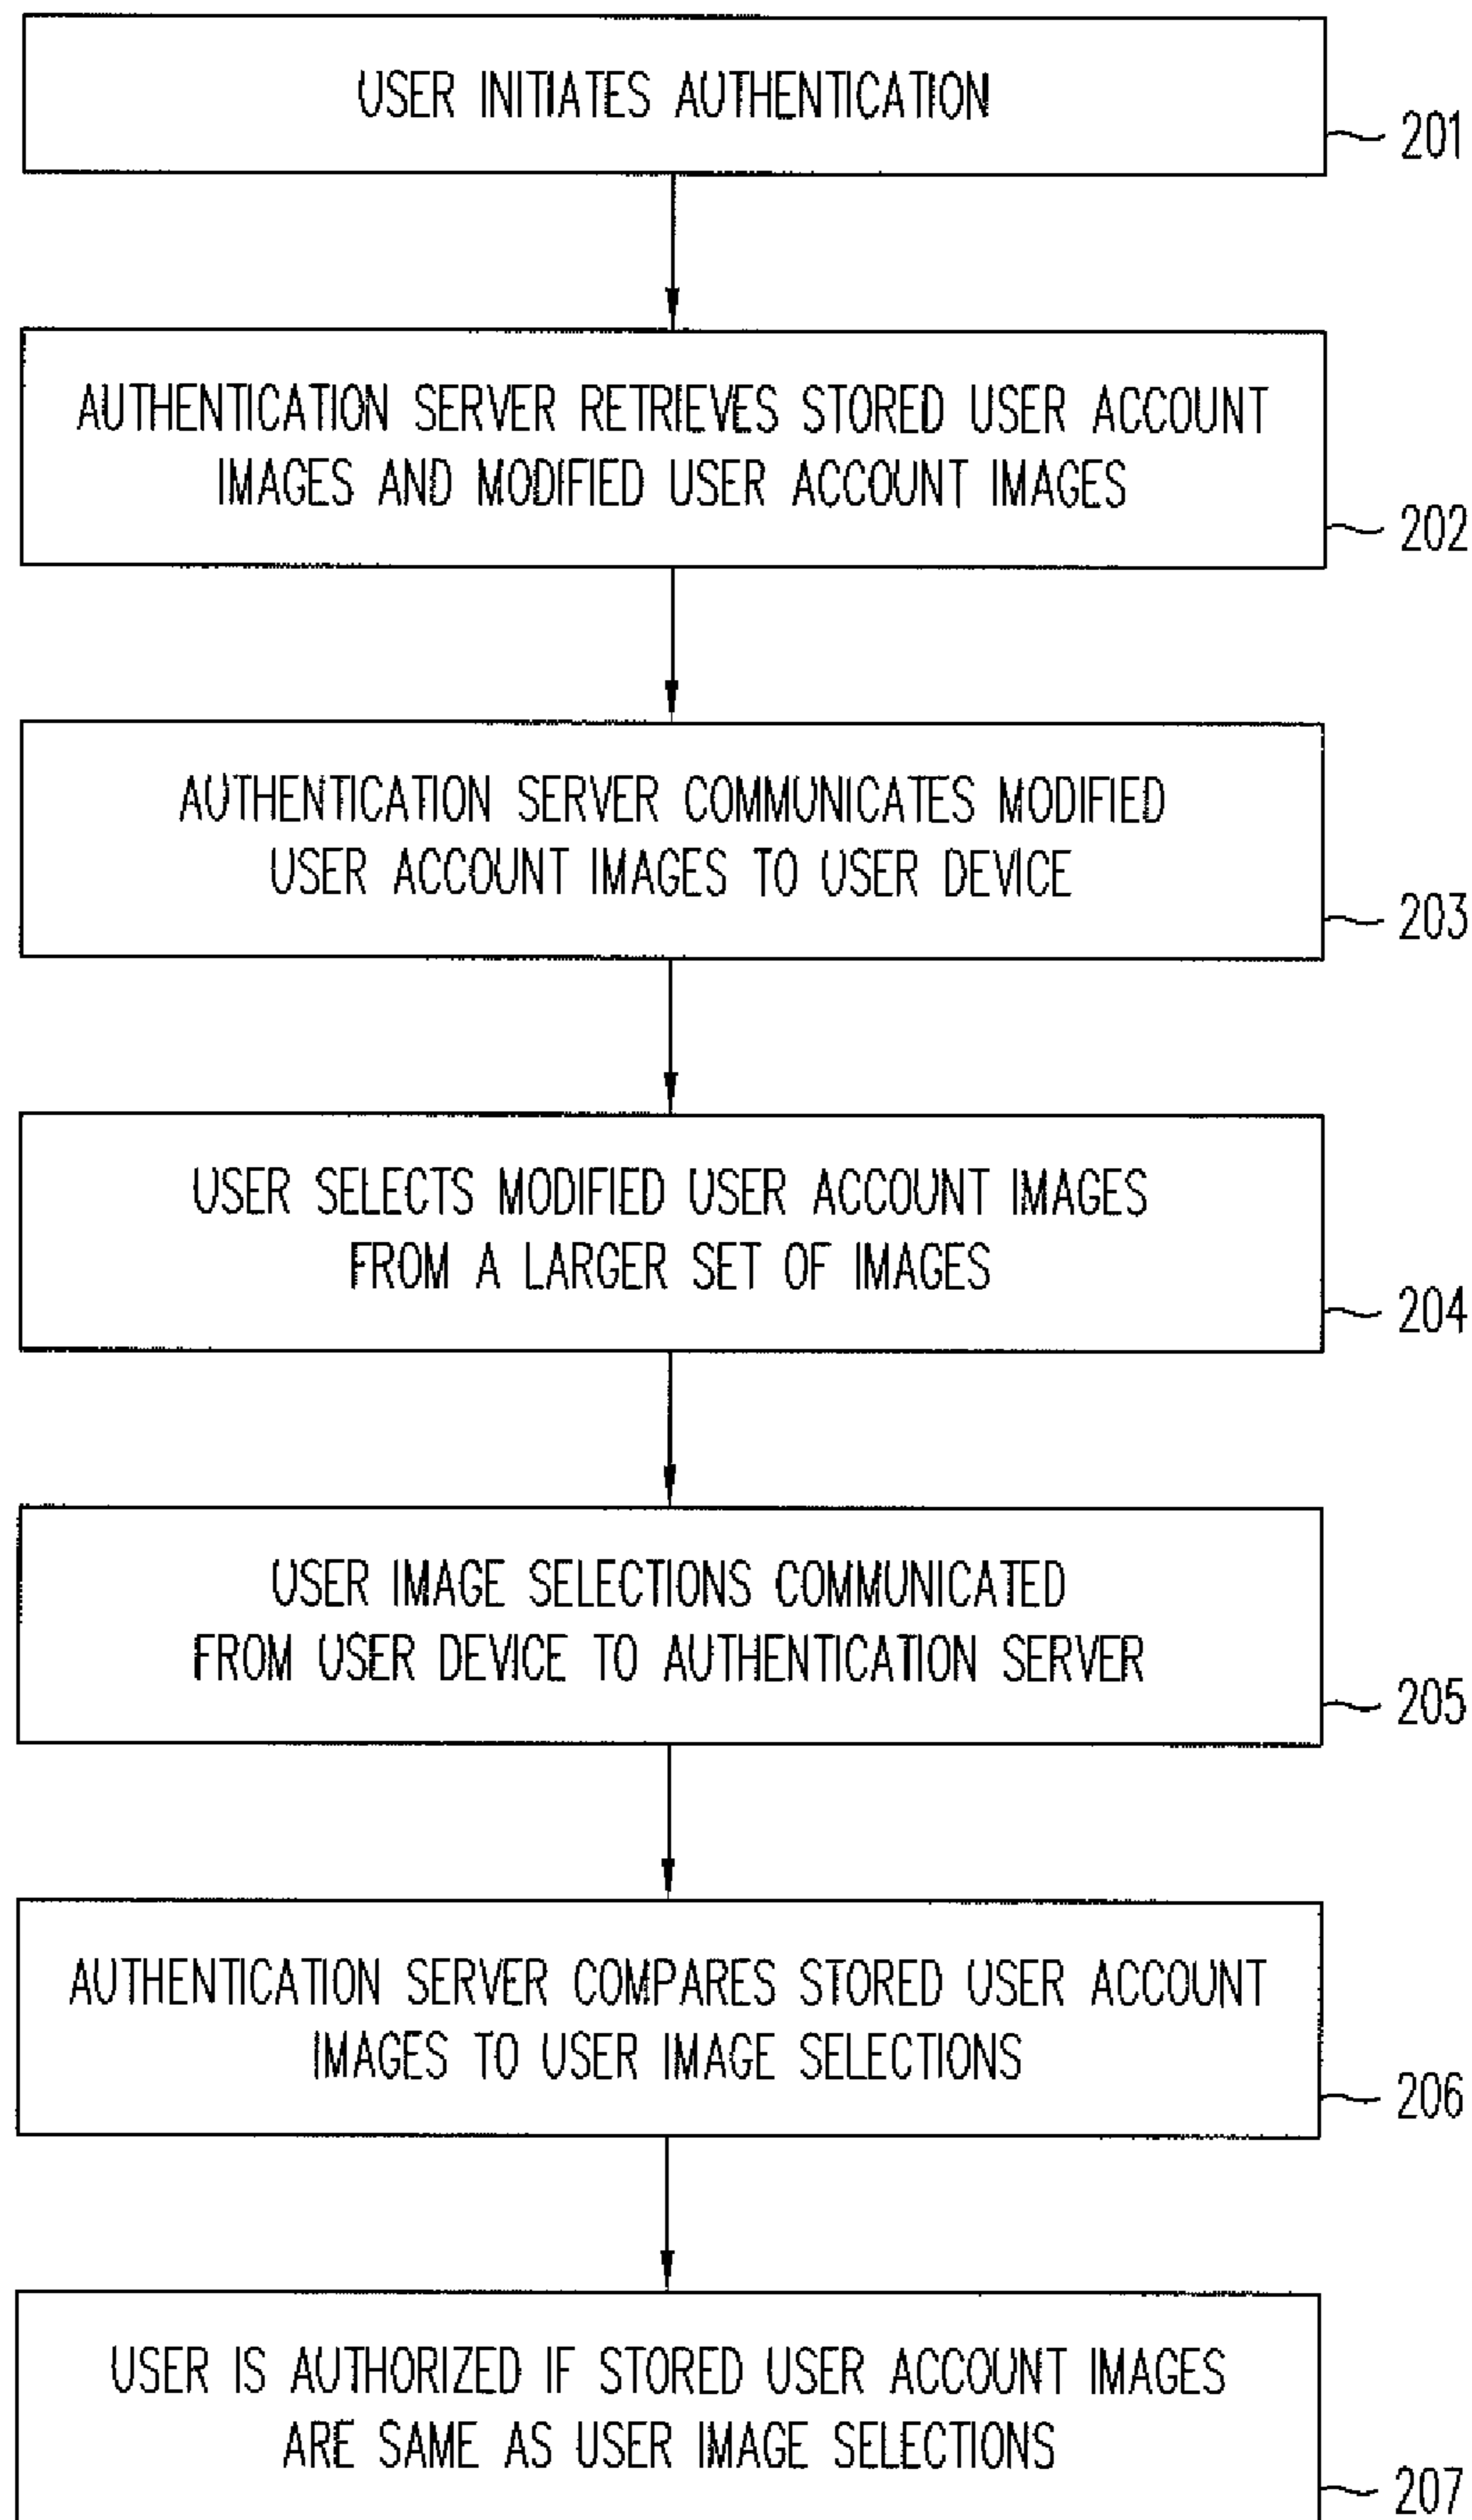 USER INITIATES AUTHENTICATION
201
AUTHENTICATION SERVER RETRIEVES STORED USER ACCOUNT
IMAGES AND MODIFIED USER ACCOUNT IMAGES
202
AUTHENTICATION SERVER COMMUNICATES MODIFIED
USER ACCOUNT IMAGES TO USER DEVICE
203
USER SELECTS MODIFIED USER ACCOUNT IMAGES
FROM A LARGER SET OF IMAGES
204
USER IMAGE SELECTIONS COMMUNICATED
FROM USER DEVICE TO AUTHENTICATION SERVER
205
AUTHENTICATION SERVER COMPARES STORED USER ACCOUNT
IMAGES TO USER IMAGE SELECTIONS
206
USER IS AUTHORIZED IF STORED USER ACCOUNT IMAGES
ARE SAME AS USER IMAGE SELECTIONS
207